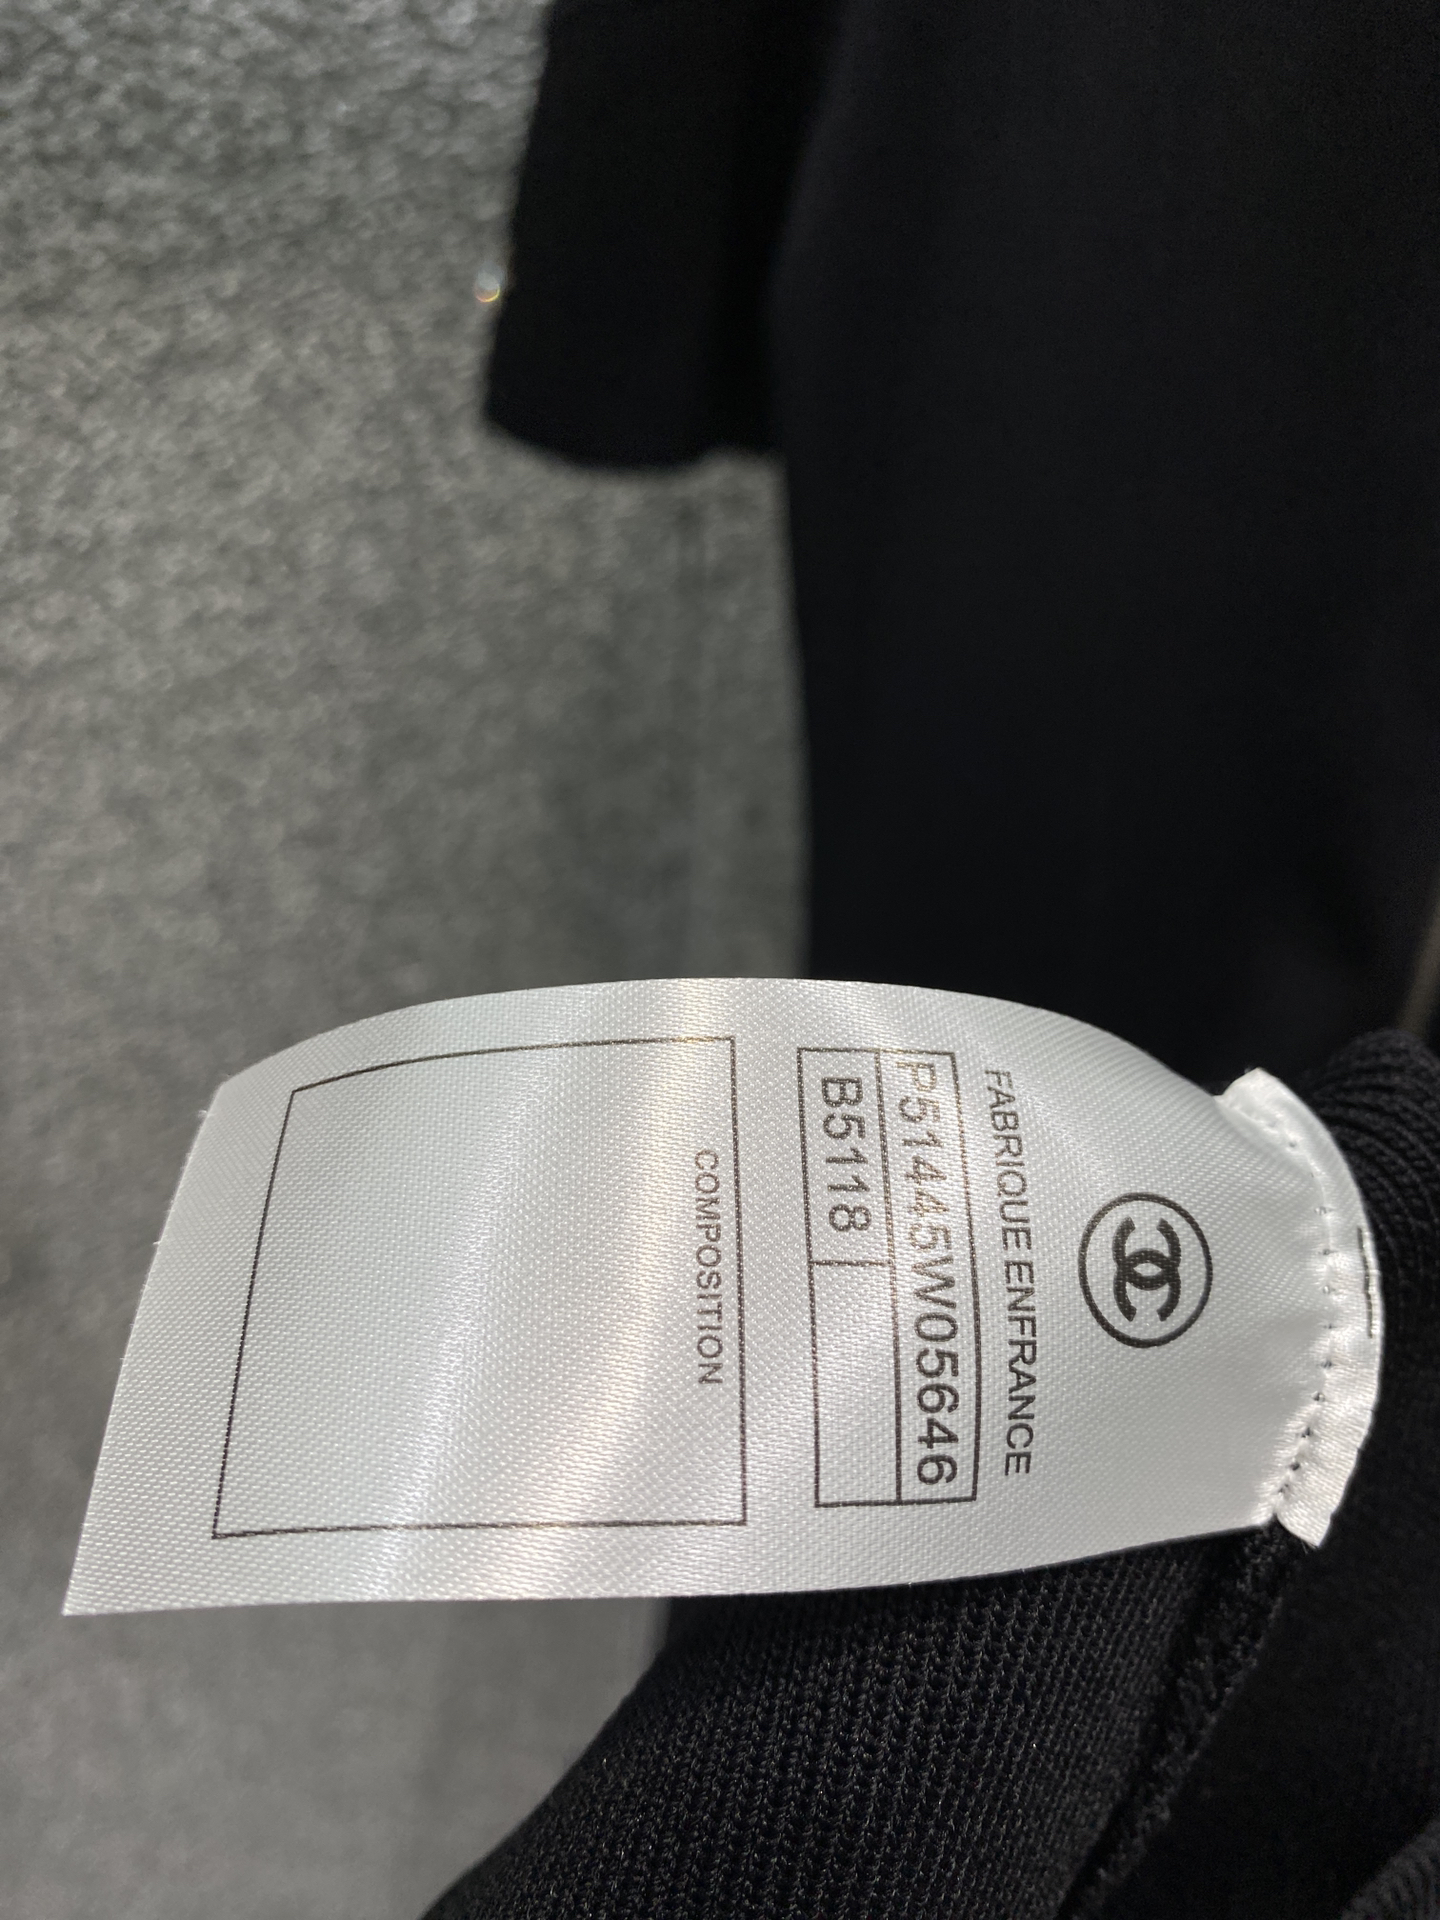 FABRIQUE ENFRANCE
P51445W05646
B5118
COMPOSITION